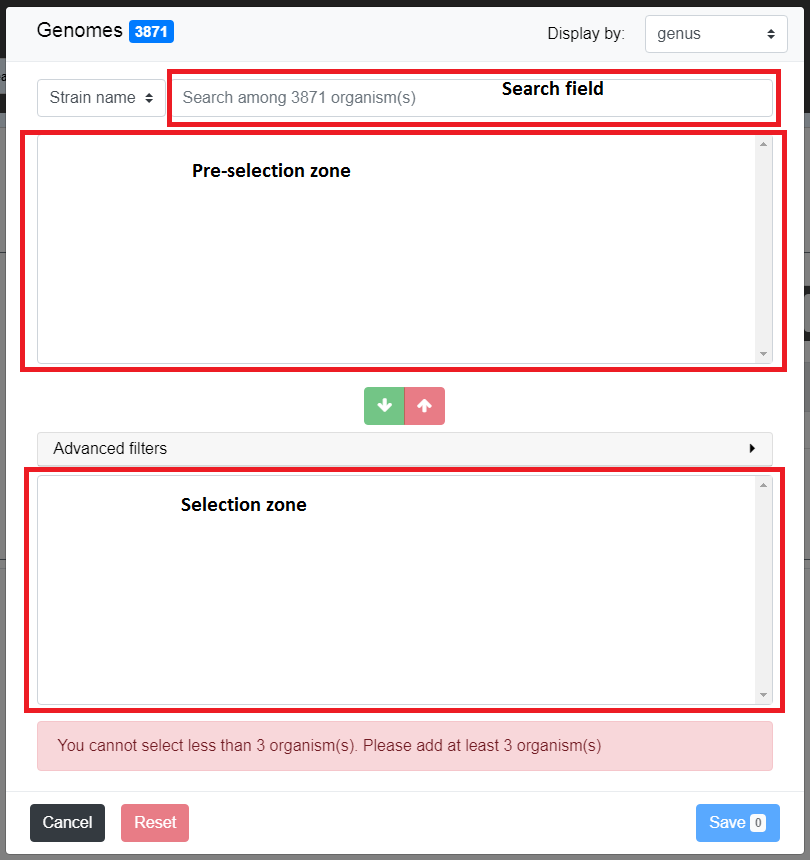 Genomes 3871
Display by: genus
Strain name Search among 3871 organism(s) Search field
Pre-selection zone
Advanced filters
Selection zone
You cannot select less than 3 organism(s). Please add at least 3 organism(s)
Cancel Reset Save 0